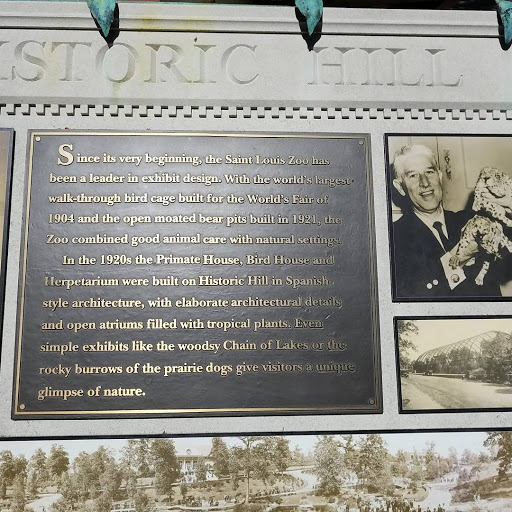 ISTORIC HILL
Since its very beginning, the Saint Louis Zoo has
been a leader in exhibit design. With the world's largest
walk-through bird cage built for the World's Fair of
1904 and the open moated bear pits built in 1921, the
Zoo combined good animal care with natural settings.
In the 1920s the Primate House, Bird House and
Herpetarium were built on Historic Hill in Spanish
style architecture, with elaborate architectural details
and open atriums filled with tropical plants. Even
simple exhibits like the woodsy Chain of Lakes or the
rocky burrows of the prairie dogs give visitors a unique
glimpse of nature.